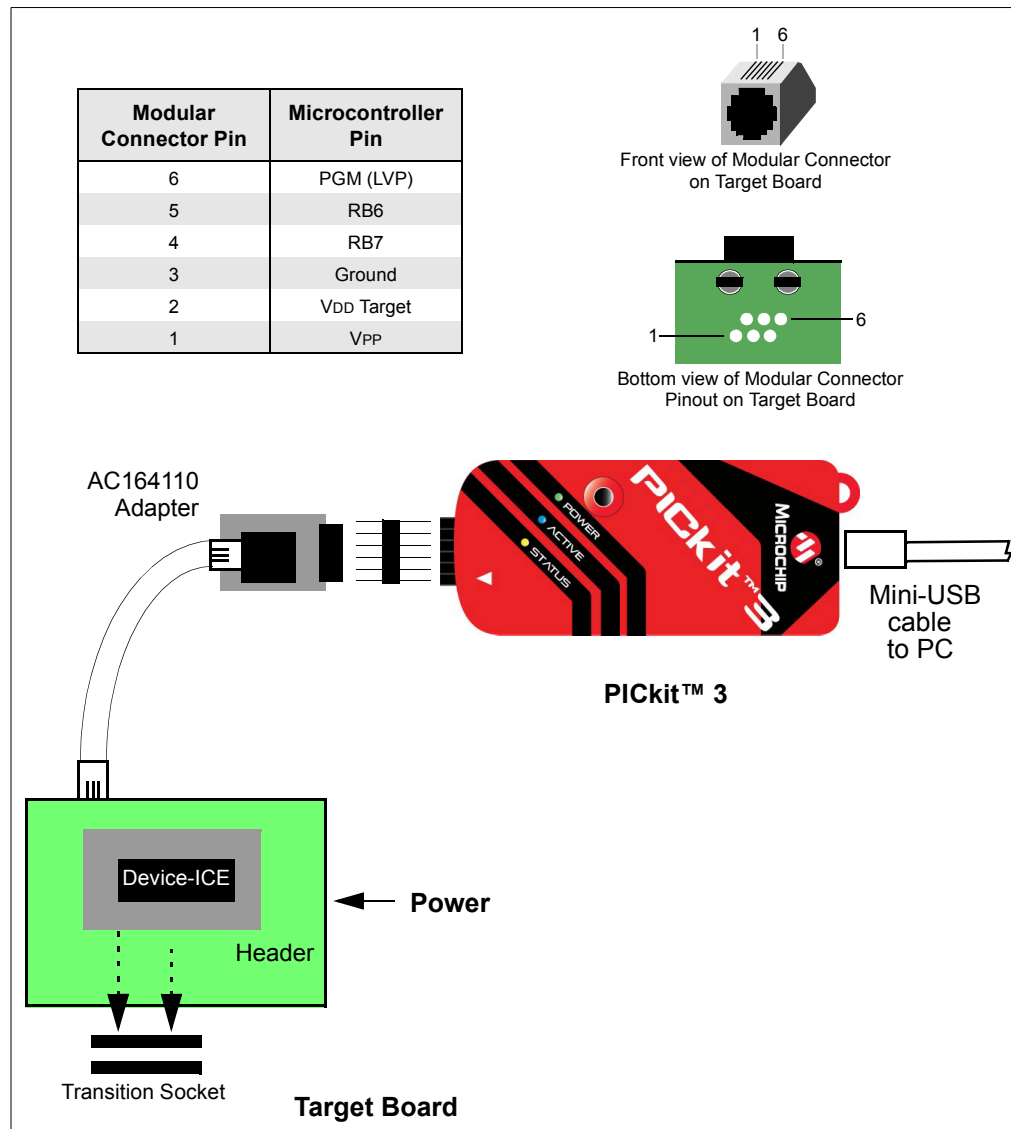 Modular Connector Pin | Microcontroller Pin
6 | PGM (LVP)
5 | RB6
4 | RB7
3 | Ground
2 | VDD Target
1 | VPP
1 6
Front view of Modular Connector
on Target Board
6
1
Bottom view of Modular Connector
Pinout on Target Board
AC164110
Adapter
POWER
ACTIVE
STATUS
PICkit™ 3
MICROCHIP
®
Mini-USB
cable
to PC
PICkit™ 3
Device-ICE
Header
Power
Transition Socket
Target Board